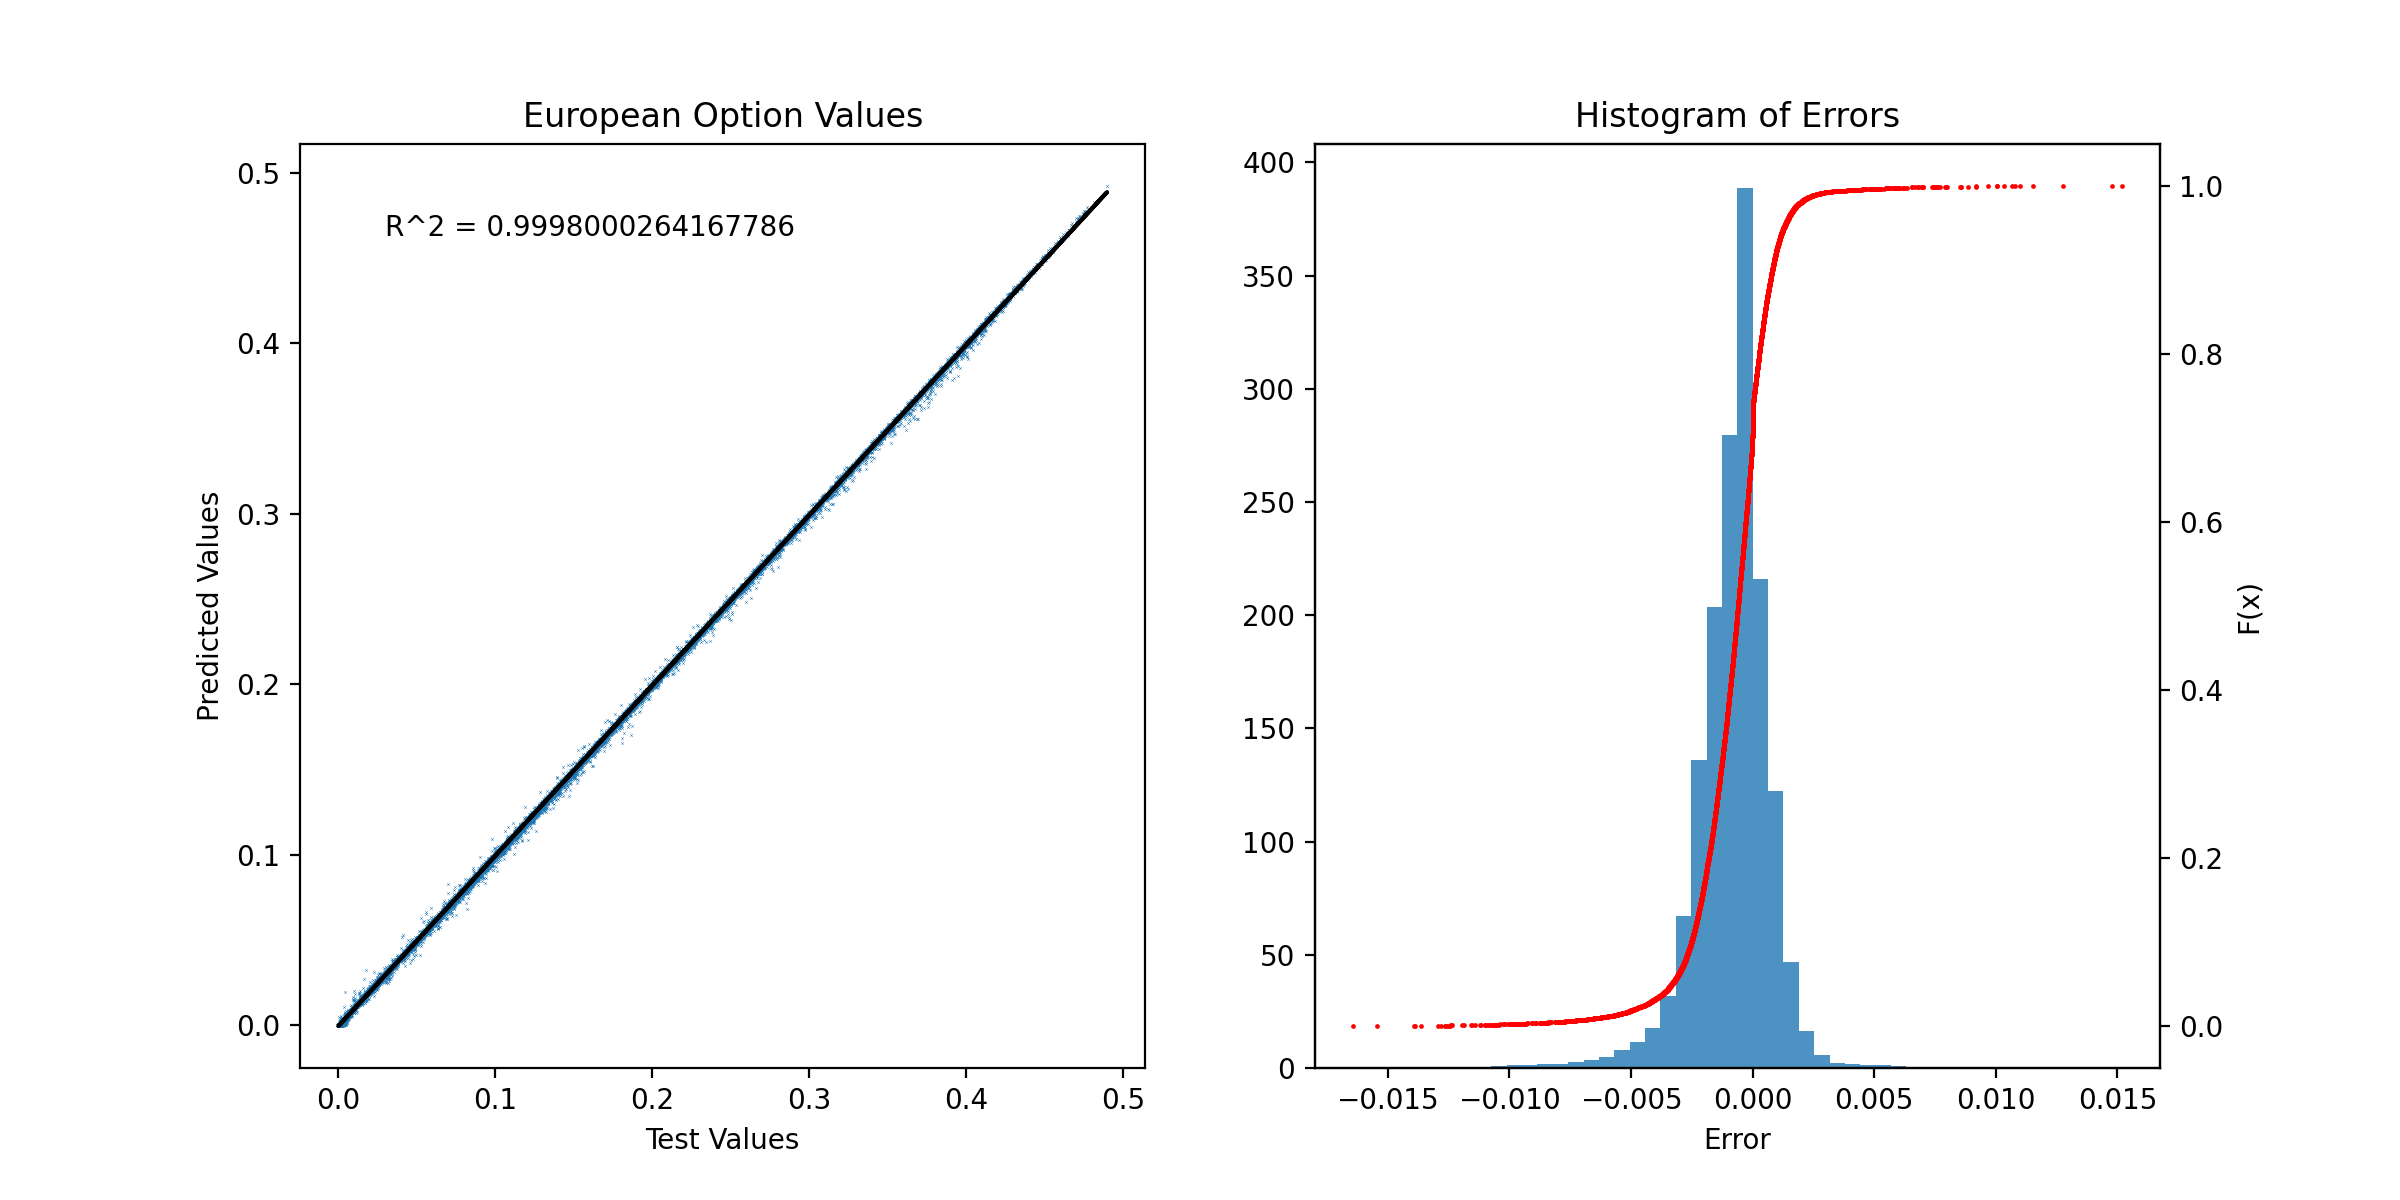 European Option Values
R^2 = 0.9998000264167786
0.5
0.4
0.3
0.2
0.1
0.0
Predicted Values
0.0 0.1 0.2 0.3 0.4 0.5
Test Values
Histogram of Errors
400
350
300
250
200
150
100
50
0
1.0
0.8
0.6
0.4
0.2
0.0
F(x)
−0.015 −0.010 −0.005 0.000 0.005 0.010 0.015
Error